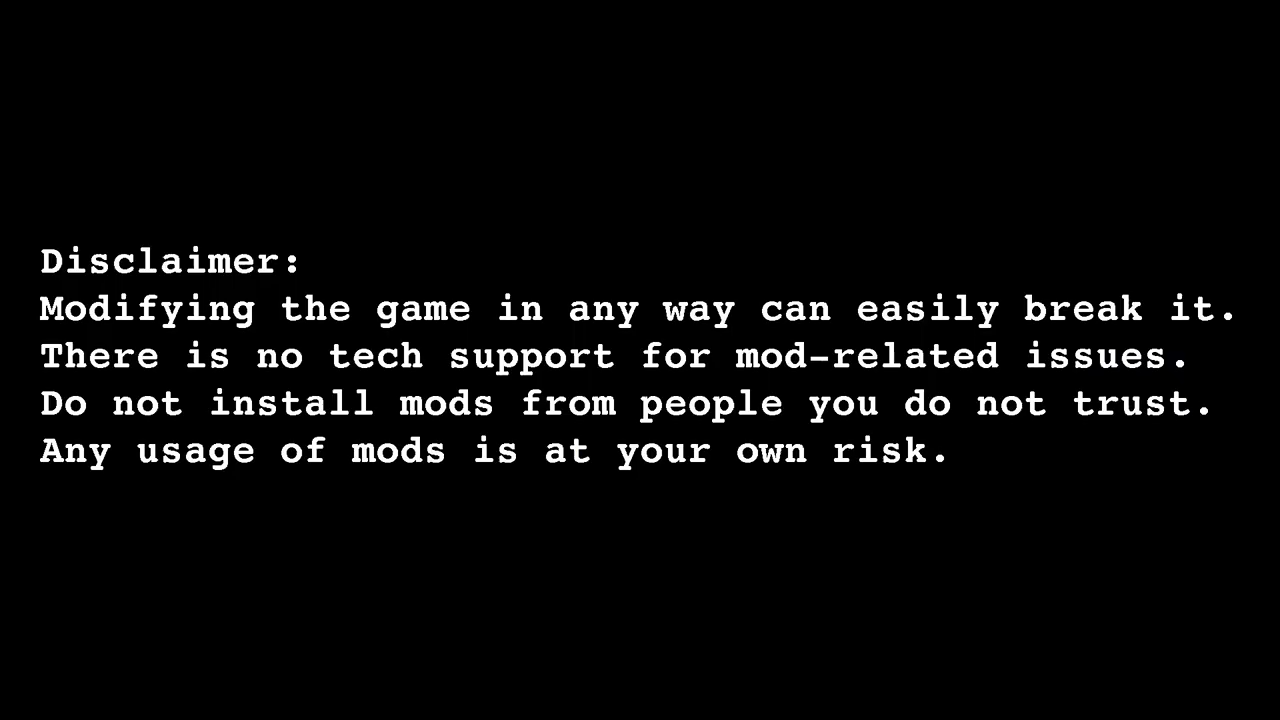 Disclaimer:
Modifying the game in any way can easily break it.
There is no tech support for mod-related issues.
Do not install mods from people you do not trust.
Any usage of mods is at your own risk.